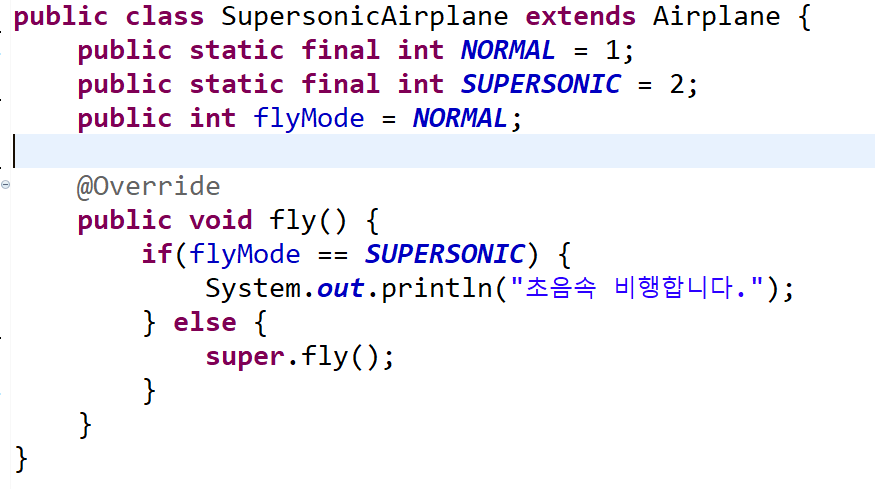 public class SupersonicAirplane extends Airplane {
    public static final int NORMAL = 1;
    public static final int SUPERSONIC = 2;
    public int flyMode = NORMAL;

    @Override
    public void fly() {
        if(flyMode == SUPERSONIC) {
            System.out.println("초음속 비행합니다.");
        } else {
            super.fly();
        }
    }
}